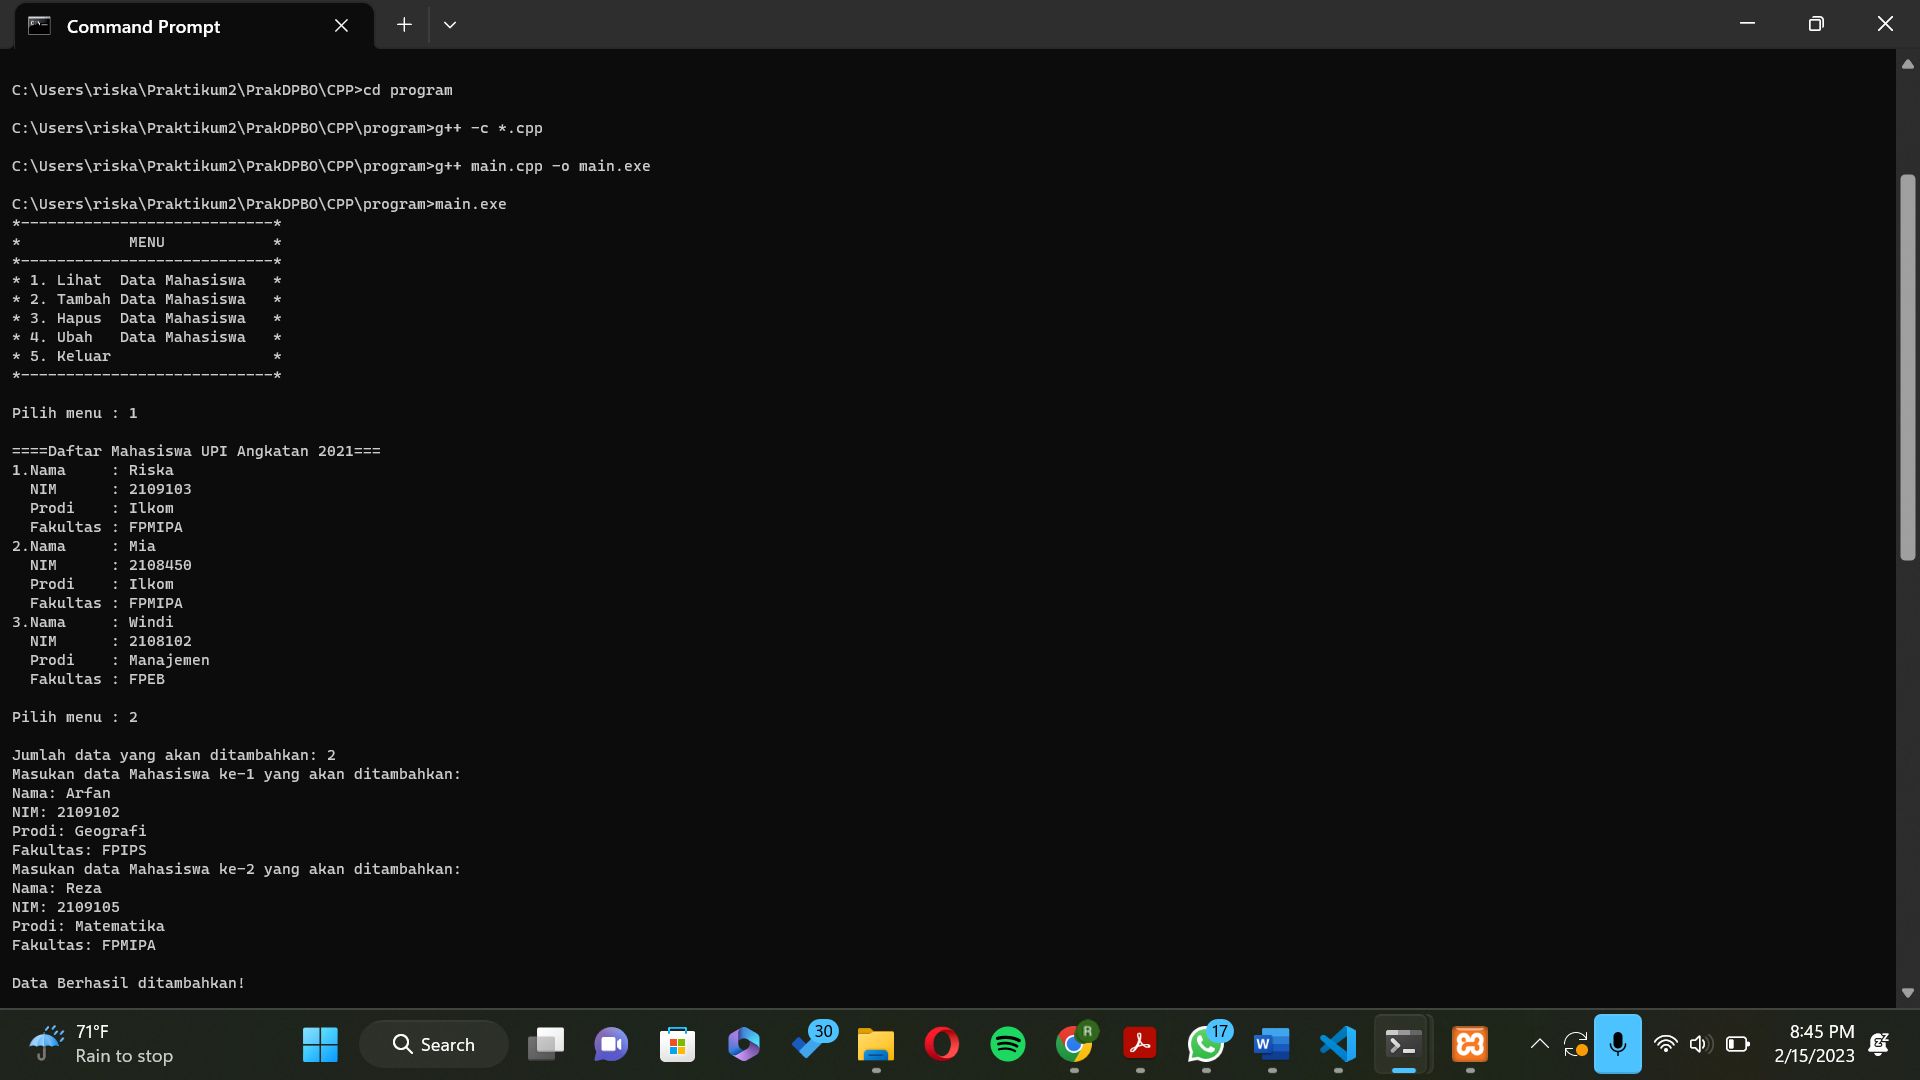 Command Prompt
C:\Users\riska\Praktikum2\PrakDPBO\CPP>cd program
C:\Users\riska\Praktikum2\PrakDPBO\CPP\program>g++ -c *.cpp
C:\Users\riska\Praktikum2\PrakDPBO\CPP\program>g++ main.cpp -o main.exe
C:\Users\riska\Praktikum2\PrakDPBO\CPP\program>main.exe
*----------------------------*
*            MENU            *
*----------------------------*
* 1. Lihat  Data Mahasiswa   *
* 2. Tambah Data Mahasiswa   *
* 3. Hapus  Data Mahasiswa   *
* 4. Ubah   Data Mahasiswa   *
* 5. Keluar                  *
*----------------------------*
Pilih menu : 1
====Daftar Mahasiswa UPI Angkatan 2021===
1.Nama     : Riska
  NIM      : 2109103
  Prodi    : Ilkom
  Fakultas : FPMIPA
2.Nama     : Mia
  NIM      : 2108450
  Prodi    : Ilkom
  Fakultas : FPMIPA
3.Nama     : Windi
  NIM      : 2108102
  Prodi    : Manajemen
  Fakultas : FPEB
Pilih menu : 2
Jumlah data yang akan ditambahkan: 2
Masukan data Mahasiswa ke-1 yang akan ditambahkan:
Nama: Arfan
NIM: 2109102
Prodi: Geografi
Fakultas: FPIPS
Masukan data Mahasiswa ke-2 yang akan ditambahkan:
Nama: Reza
NIM: 2109105
Prodi: Matematika
Fakultas: FPMIPA
Data Berhasil ditambahkan!
71°F
Rain to stop
Search
30
R
17
W
8:45 PM
2/15/2023